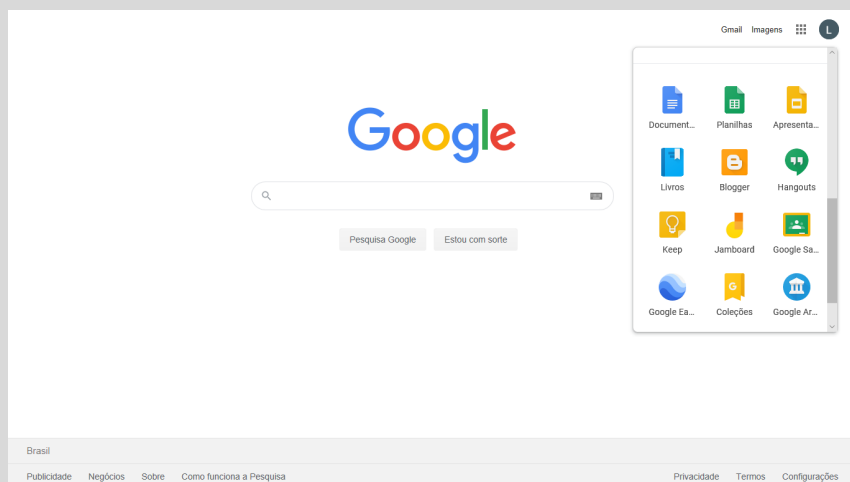 Gmail Imagens L
Google
Document... Planilhas Apresenta...
Livros Blogger Hangouts
Keep Jamboard Google Sa...
G
Google Ea... Coleções Google Ar...
Pesquisa Google Estou com sorte
Brasil
Publicidade Negócios Sobre Como funciona a Pesquisa Privacidade Termos Configurações